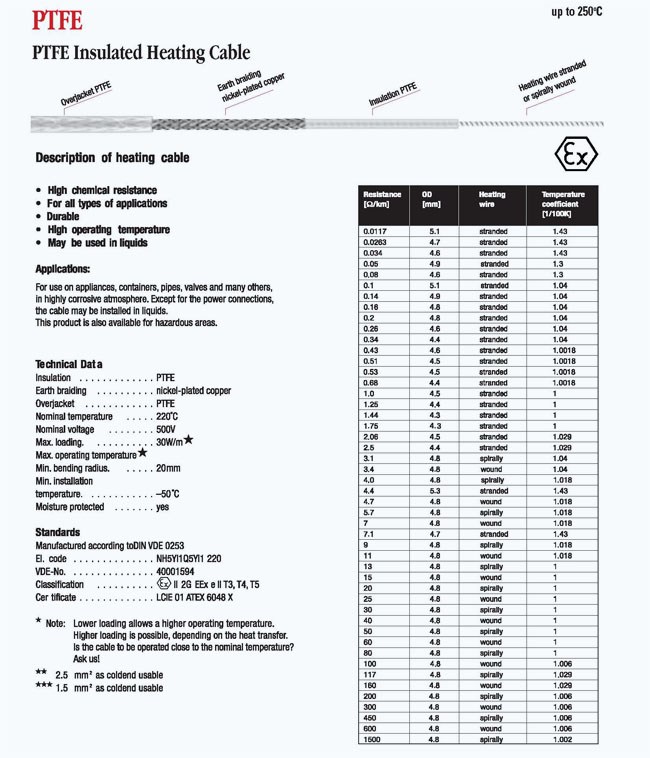 PTFE
up to 250°C
PTFE Insulated Heating Cable
Overjacket PTFE
Earth braiding
nickel-plated copper
Insulation PTFE
Heating wire stranded
or spirally wound
Description of heating cable
Ex
• High chemical resistance
• For all types of applications
• Durable
• High operating temperature
• May be used in liquids
Applications:
For use on appliances, containers, pipes, valves and many others,
in highly corrosive atmosphere. Except for the power connections,
the cable may be installed in liquids.
This product is also available for hazardous areas.
Technical Data
Insulation . . . . . . . . . . . . . PTFE
Earth braiding . . . . . . . . . . nickel-plated copper
Overjacket . . . . . . . . . . . . PTFE
Nominal temperature . . . . . 220°C
Nominal voltage . . . . . . . . 500V
Max. loading. . . . . . . . . . . 30W/m★
Max. operating temperature★
Min. bending radius. . . . . . 20mm
Min. installation
temperature. . . . . . . . . . . . –50°C
Moisture protected . . . . . . . yes
Standards
Manufactured according toDIN VDE 0253
El. code . . . . . . . . . . . . . . NH5YI1Q5YI1 220
VDE-No. . . . . . . . . . . . . . 40001594
Classification . . . . . . . . . . Ex II 2G EEx e II T3, T4, T5
Cer tificate . . . . . . . . . . . . . LCIE 01 ATEX 6048 X
★ Note: Lower loading allows a higher operating temperature.
Higher loading is possible, depending on the heat transfer.
Is the cable to be operated close to the nominal temperature?
Ask us!
★★ 2.5 mm² as coldend usable
★★★ 1.5 mm² as coldend usable
Resistance OD Heating Temperature
[Ω/km] [mm] wire coefficient
[1/100K]
0.0117 5.1 stranded 1.43
0.0263 4.7 stranded 1.43
0.034 4.6 stranded 1.43
0.05 4.9 stranded 1.3
0.08 4.6 stranded 1.3
0.1 5.1 stranded 1.04
0.14 4.9 stranded 1.04
0.16 4.8 stranded 1.04
0.2 4.8 stranded 1.04
0.26 4.6 stranded 1.04
0.34 4.4 stranded 1.04
0.43 4.6 stranded 1.0018
0.51 4.5 stranded 1.0018
0.53 4.5 stranded 1.0018
0.68 4.4 stranded 1.0018
1.0 4.5 stranded 1
1.25 4.4 stranded 1
1.44 4.3 stranded 1
1.75 4.3 stranded 1
2.06 4.5 stranded 1.029
2.5 4.4 stranded 1.029
3.1 4.8 spirally 1.04
3.4 4.8 wound 1.04
4.0 4.8 spirally 1.018
4.4 5.3 stranded 1.43
4.7 4.8 wound 1.018
5.7 4.8 spirally 1.018
7 4.8 wound 1.018
7.1 4.7 stranded 1.43
9 4.8 spirally 1.018
11 4.8 wound 1.018
13 4.8 spirally 1
15 4.8 wound 1
20 4.8 spirally 1
25 4.8 wound 1
30 4.8 spirally 1
40 4.8 wound 1
50 4.8 spirally 1
60 4.8 wound 1
80 4.8 spirally 1
100 4.8 wound 1.006
117 4.8 spirally 1.029
160 4.8 wound 1.029
200 4.8 spirally 1.006
300 4.8 wound 1.006
450 4.8 spirally 1.006
600 4.8 wound 1.006
1500 4.8 spirally 1.002